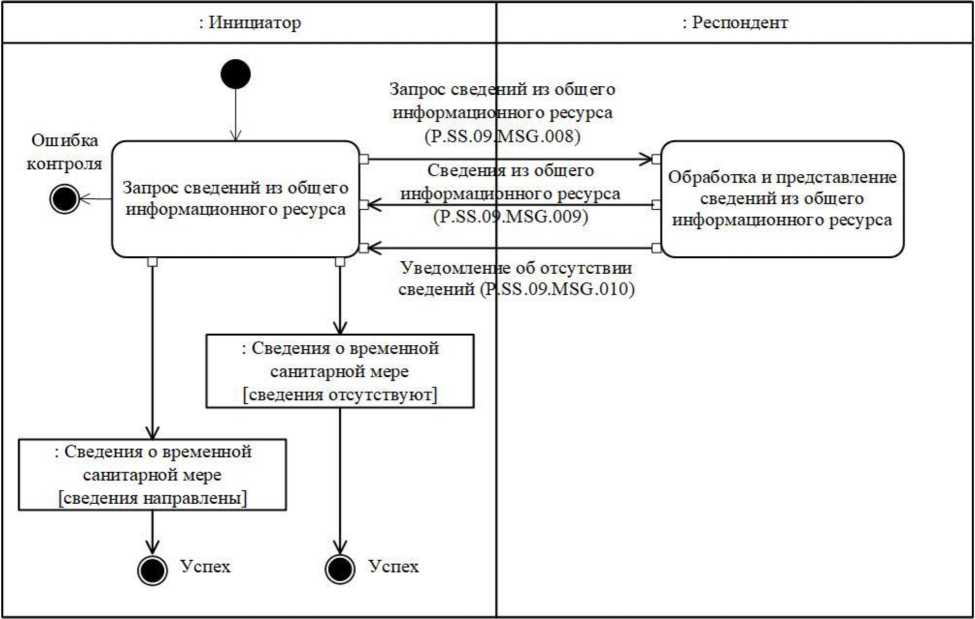 : Инициатор
: Респондент
Запрос сведений из общего
информационного ресурса
(P.SS.09.MSG.008)
Ошибка
контроля
Запрос сведений из общего
информационного ресурса
Сведения из общего
информационного ресурса
(P.SS.09.MSG.009)
Обработка и представление
сведений из общего
информационного ресурса
Уведомление об отсутствии
сведений (P.SS.09.MSG.010)
: Сведения о временной
санитарной мере
[сведения отсутствуют]
: Сведения о временной
санитарной мере
[сведения направлены]
Успех
Успех